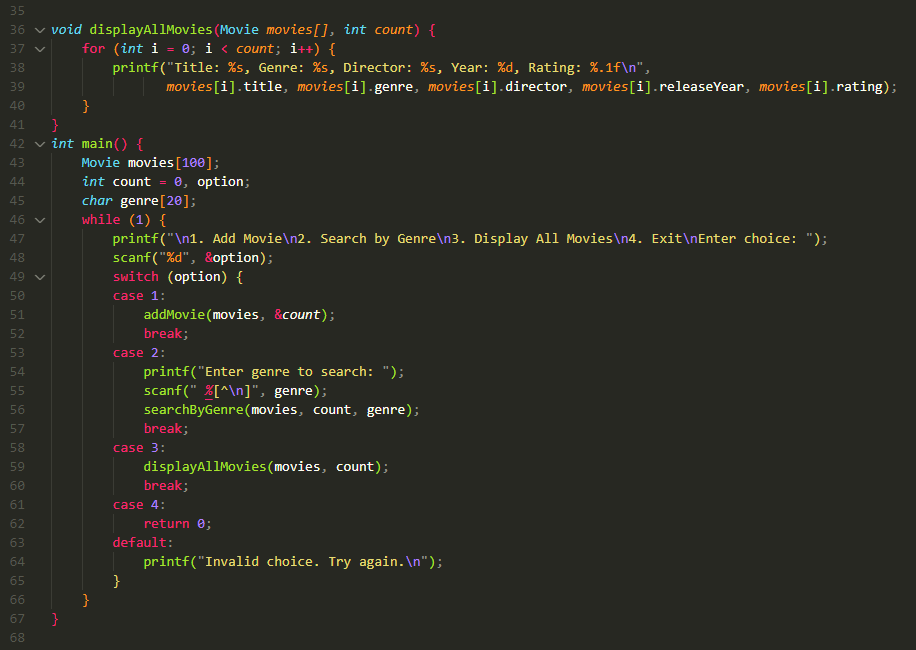 35
36 void displayAllMovies(Movie movies[], int count) {
37     for (int i = 0; i < count; i++) {
38         printf("Title: %s, Genre: %s, Director: %s, Year: %d, Rating: %.1f\n",
39                movies[i].title, movies[i].genre, movies[i].director, movies[i].releaseYear, movies[i].rating);
40     }
41 }
42 int main() {
43     Movie movies[100];
44     int count = 0, option;
45     char genre[20];
46     while (1) {
47         printf("\n1. Add Movie\n2. Search by Genre\n3. Display All Movies\n4. Exit\nEnter choice: ");
48         scanf("%d", &option);
49         switch (option) {
50         case 1:
51             addMovie(movies, &count);
52             break;
53         case 2:
54             printf("Enter genre to search: ");
55             scanf(" %[^\n]", genre);
56             searchByGenre(movies, count, genre);
57             break;
58         case 3:
59             displayAllMovies(movies, count);
60             break;
61         case 4:
62             return 0;
63         default:
64             printf("Invalid choice. Try again.\n");
65         }
66     }
67 }
68